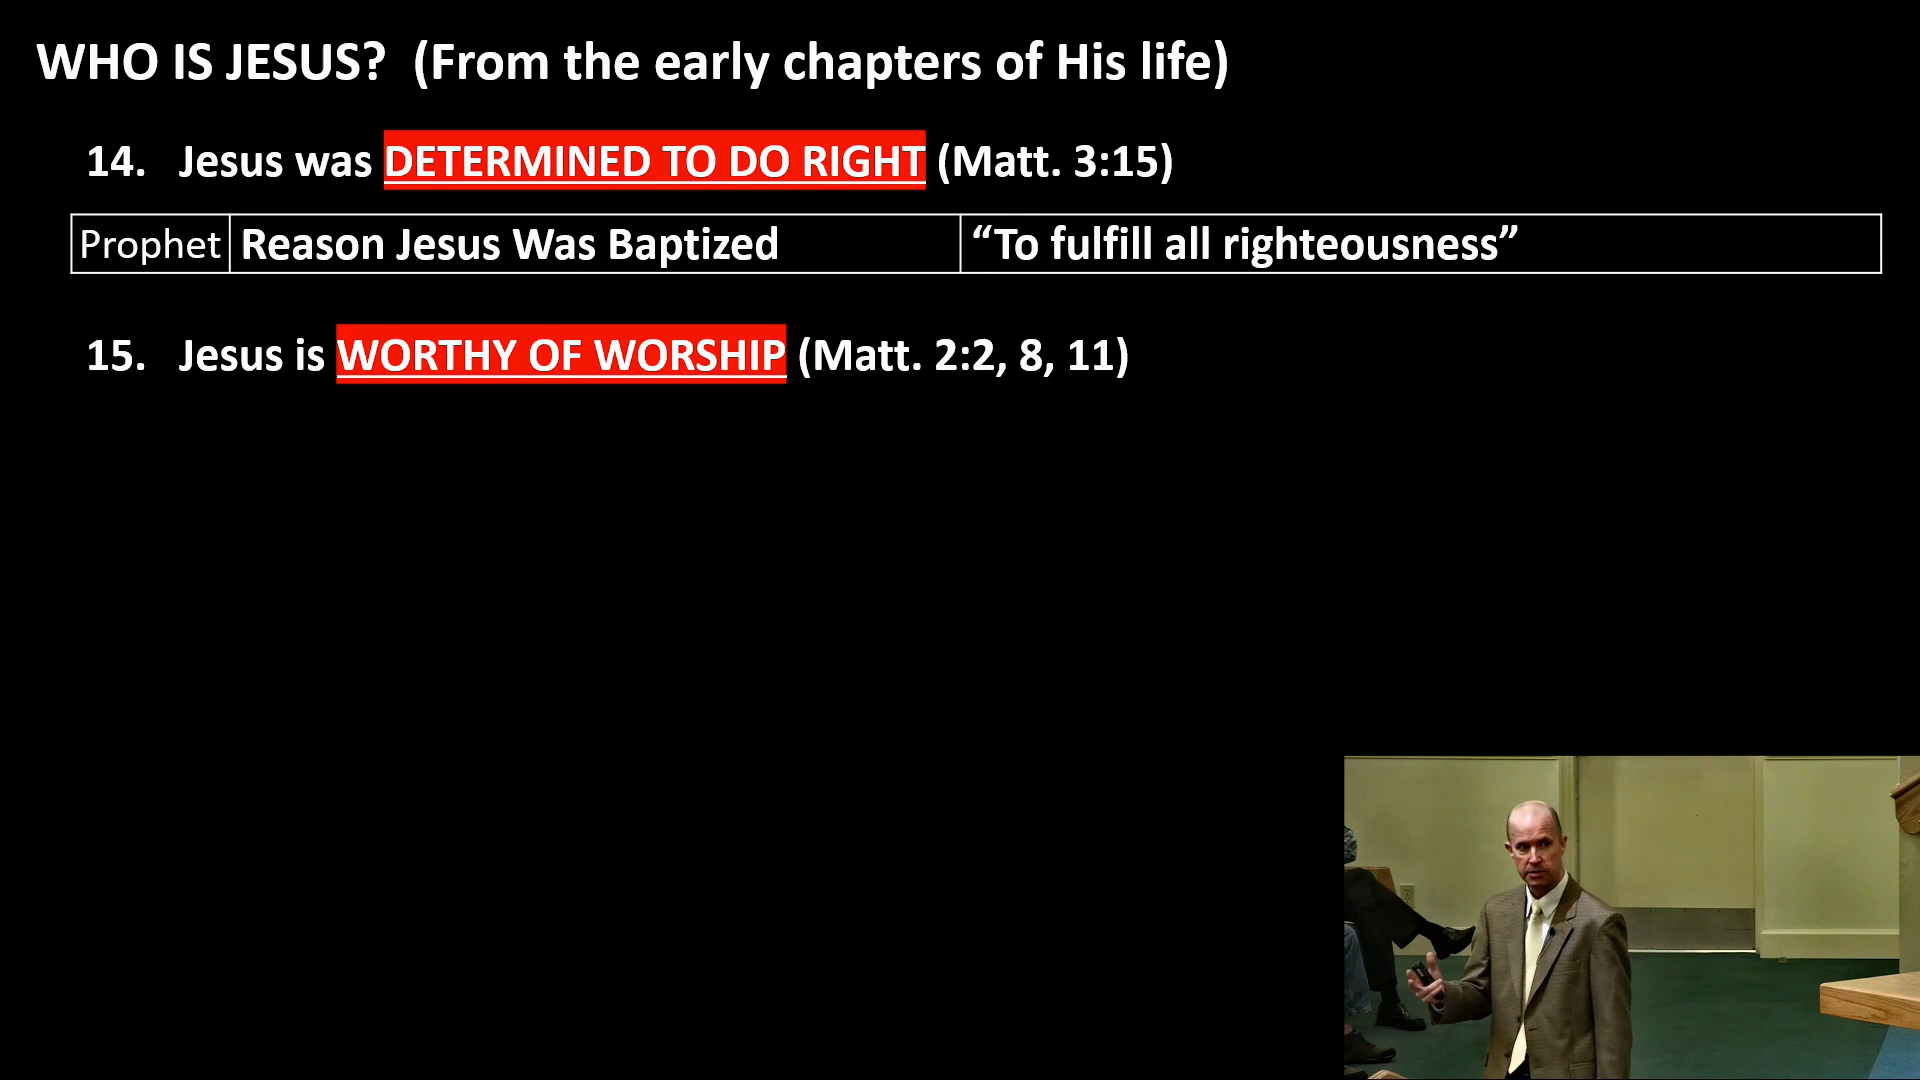 WHO IS JESUS? (From the early chapters of His life)
14. Jesus was DETERMINED TO DO RIGHT (Matt. 3:15)
Prophet Reason Jesus Was Baptized “To fulfill all righteousness”
15. Jesus is WORTHY OF WORSHIP (Matt. 2:2, 8, 11)